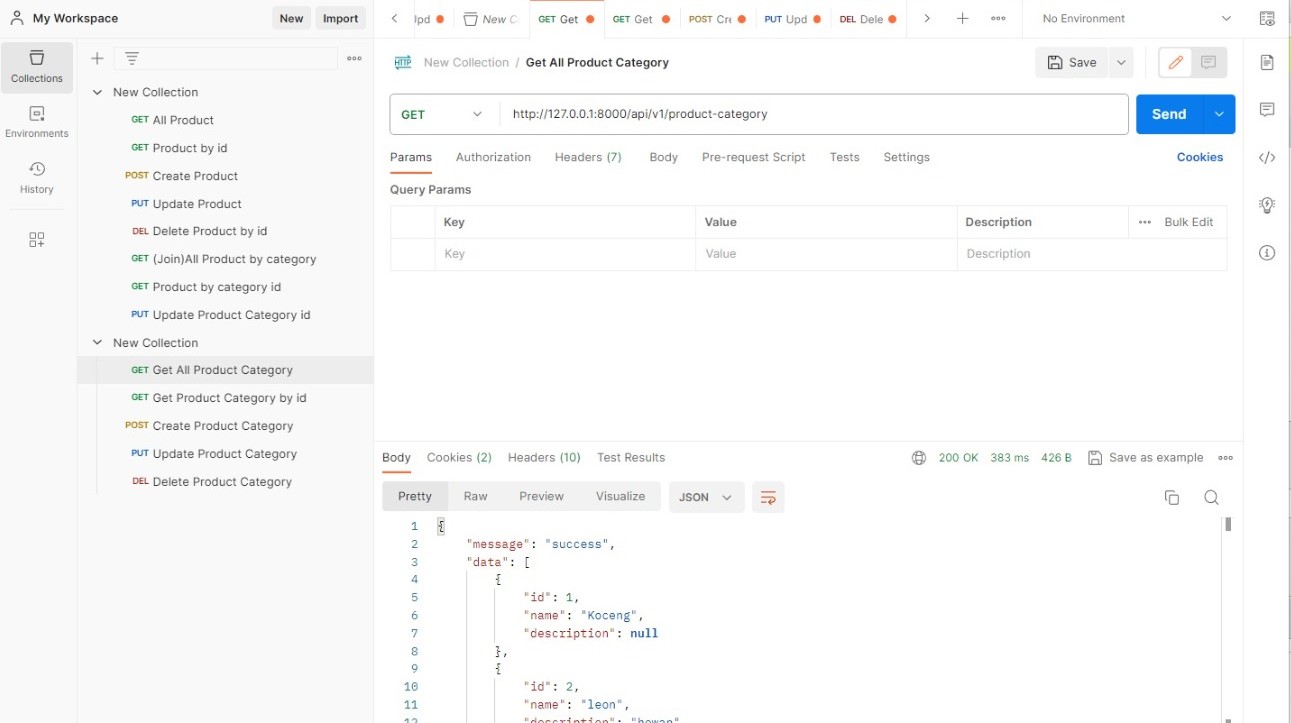 My Workspace New Import
Jpd New C GET Get GET Get POST Cre PUT Upd DEL Dele No Environment
Collections
Environments
History
New Collection
GET All Product
GET Product by id
POST Create Product
PUT Update Product
DEL Delete Product by id
GET (Join)All Product by category
GET Product by category id
PUT Update Product Category id
New Collection
GET Get All Product Category
GET Get Product Category by id
POST Create Product Category
PUT Update Product Category
DEL Delete Product Category
HTTP New Collection / Get All Product Category Save
GET http://127.0.0.1:8000/api/v1/product-category Send
Params Authorization Headers (7) Body Pre-request Script Tests Settings Cookies
Query Params
Key Value Description Bulk Edit
Key Value Description
Body Cookies (2) Headers (10) Test Results 200 OK 383 ms 426 B Save as example
Pretty Raw Preview Visualize JSON
1 {
2 "message": "success",
3 "data": [
4 {
5 "id": 1,
6 "name": "Koceng",
7 "description": null
8 },
9 {
10 "id": 2,
11 "name": "leon",
12 "description": "hewan"